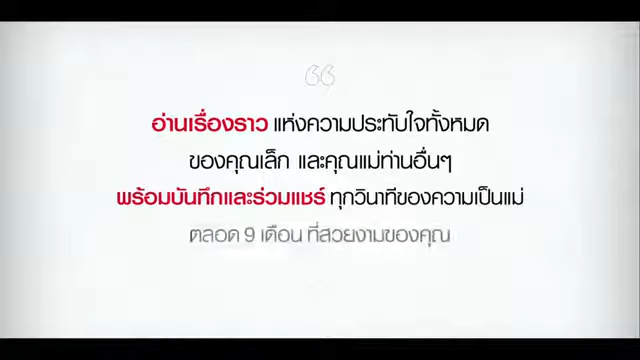 อ่านเรื่องราว แห่งความประทับใจทั้งหมด
ของคุณเล็ก และคุณแม่ท่านอื่นๆ
พร้อมบันทึกและร่วมแชร์ ทุกวินาทีของความเป็นแม่
ตลอด 9 เดือน ที่สวยงามของคุณ